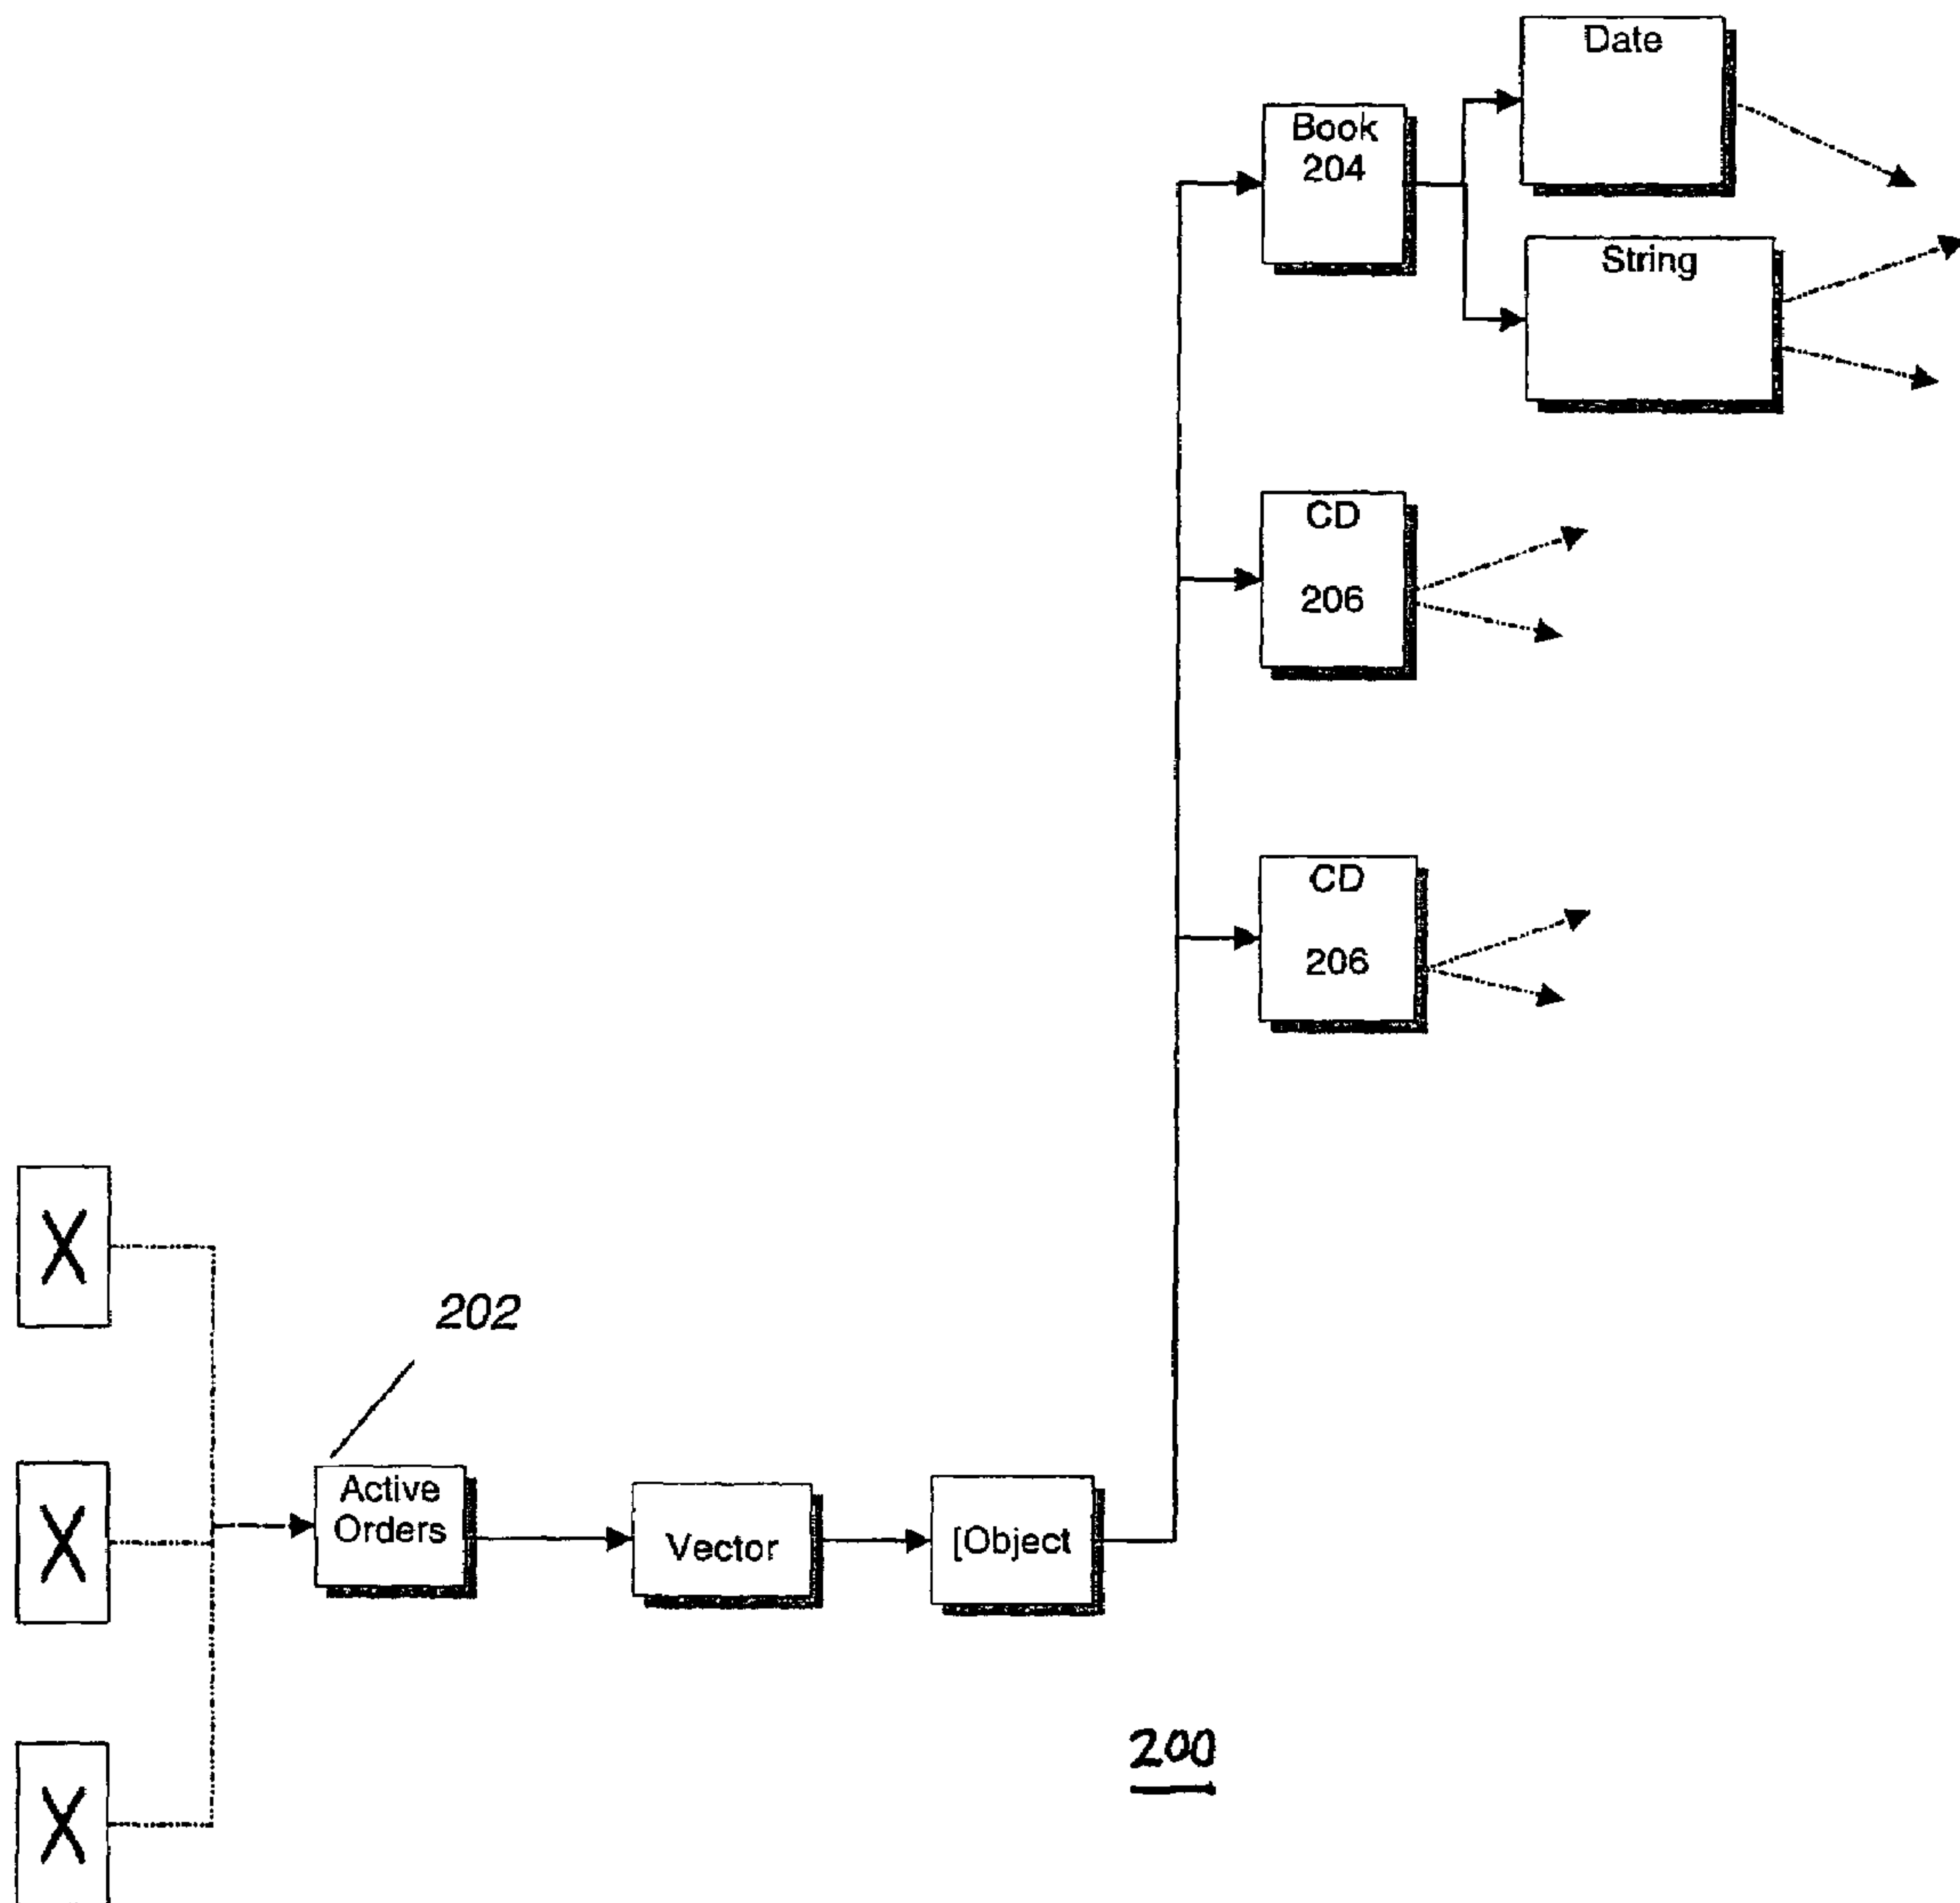 Date
Book
204
String
CD
206
CD
206
X
202
X
Active
Orders
Vector
[Object
200
X